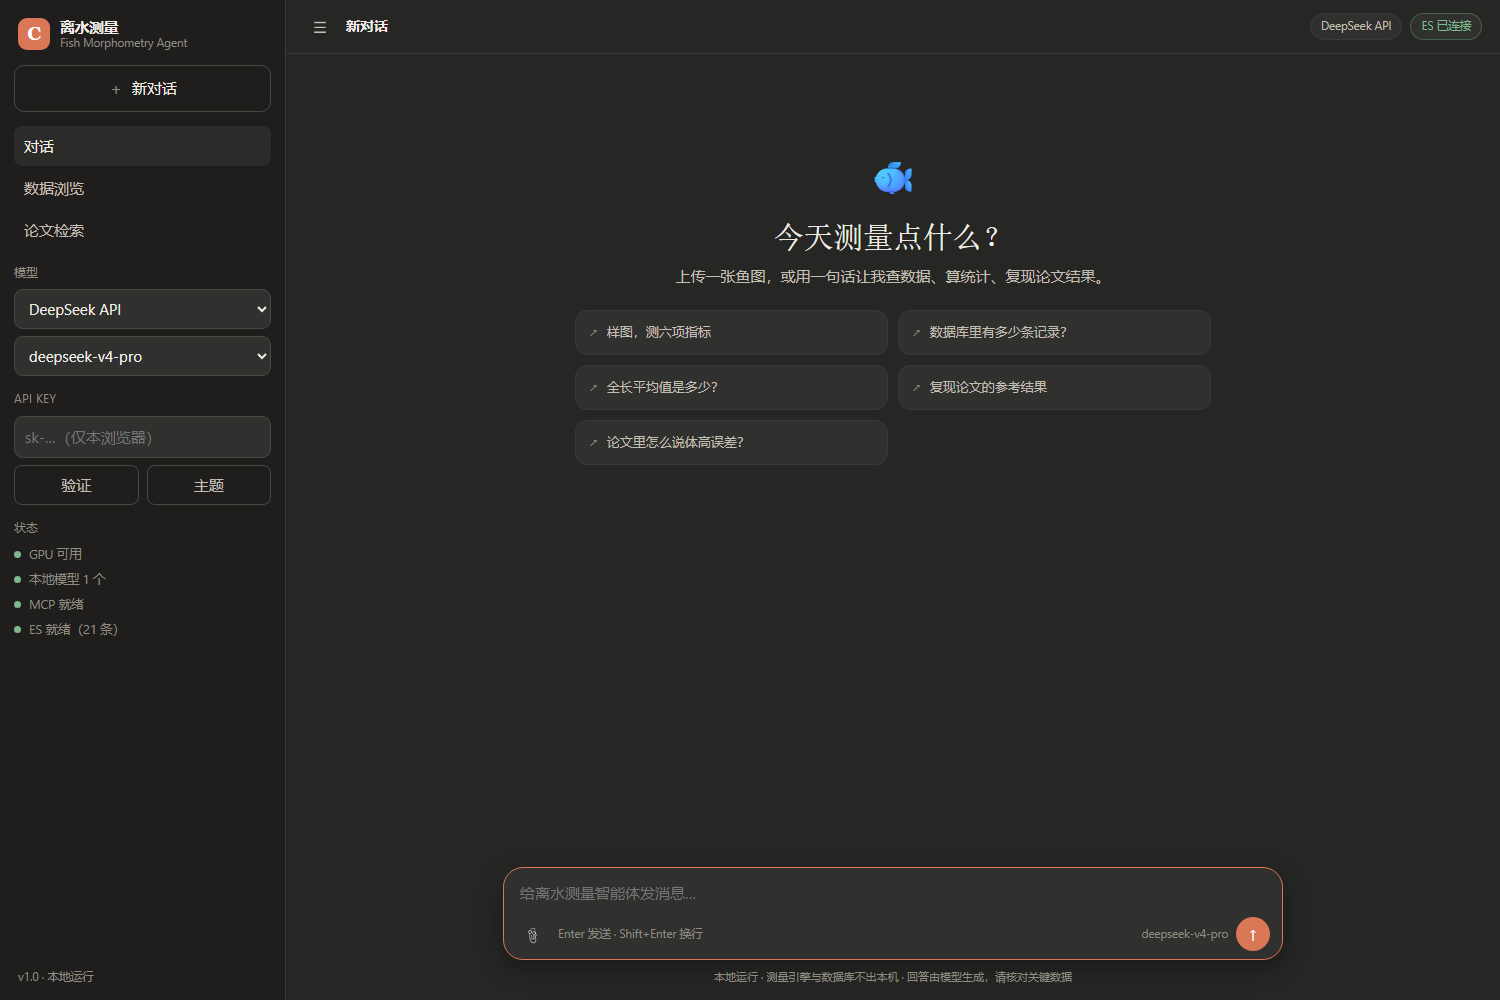 C
离水测量
Fish Morphometry Agent
+ 新对话
对话
数据浏览
论文检索
模型
DeepSeek API
deepseek-v4-pro
API KEY
sk-... （仅本浏览器）
验证
主题
状态
GPU 可用
本地模型 1 个
MCP 就绪
ES 就绪（21 条）
v1.0 · 本地运行
☰ 新对话
DeepSeek API
ES 已连接
今天测量点什么？
上传一张鱼图，或用一句话让我查数据、算统计、复现论文结果。
↗ 样图，测六项指标
↗ 数据库里有多少条记录？
↗ 全长平均值是多少？
↗ 复现论文的参考结果
↗ 论文里怎么说体高误差？
给离水测量智能体发消息...
Enter 发送 · Shift+Enter 换行
deepseek-v4-pro
↑
本地运行 · 测量引擎与数据库不出本机 · 回答由模型生成，请核对关键数据